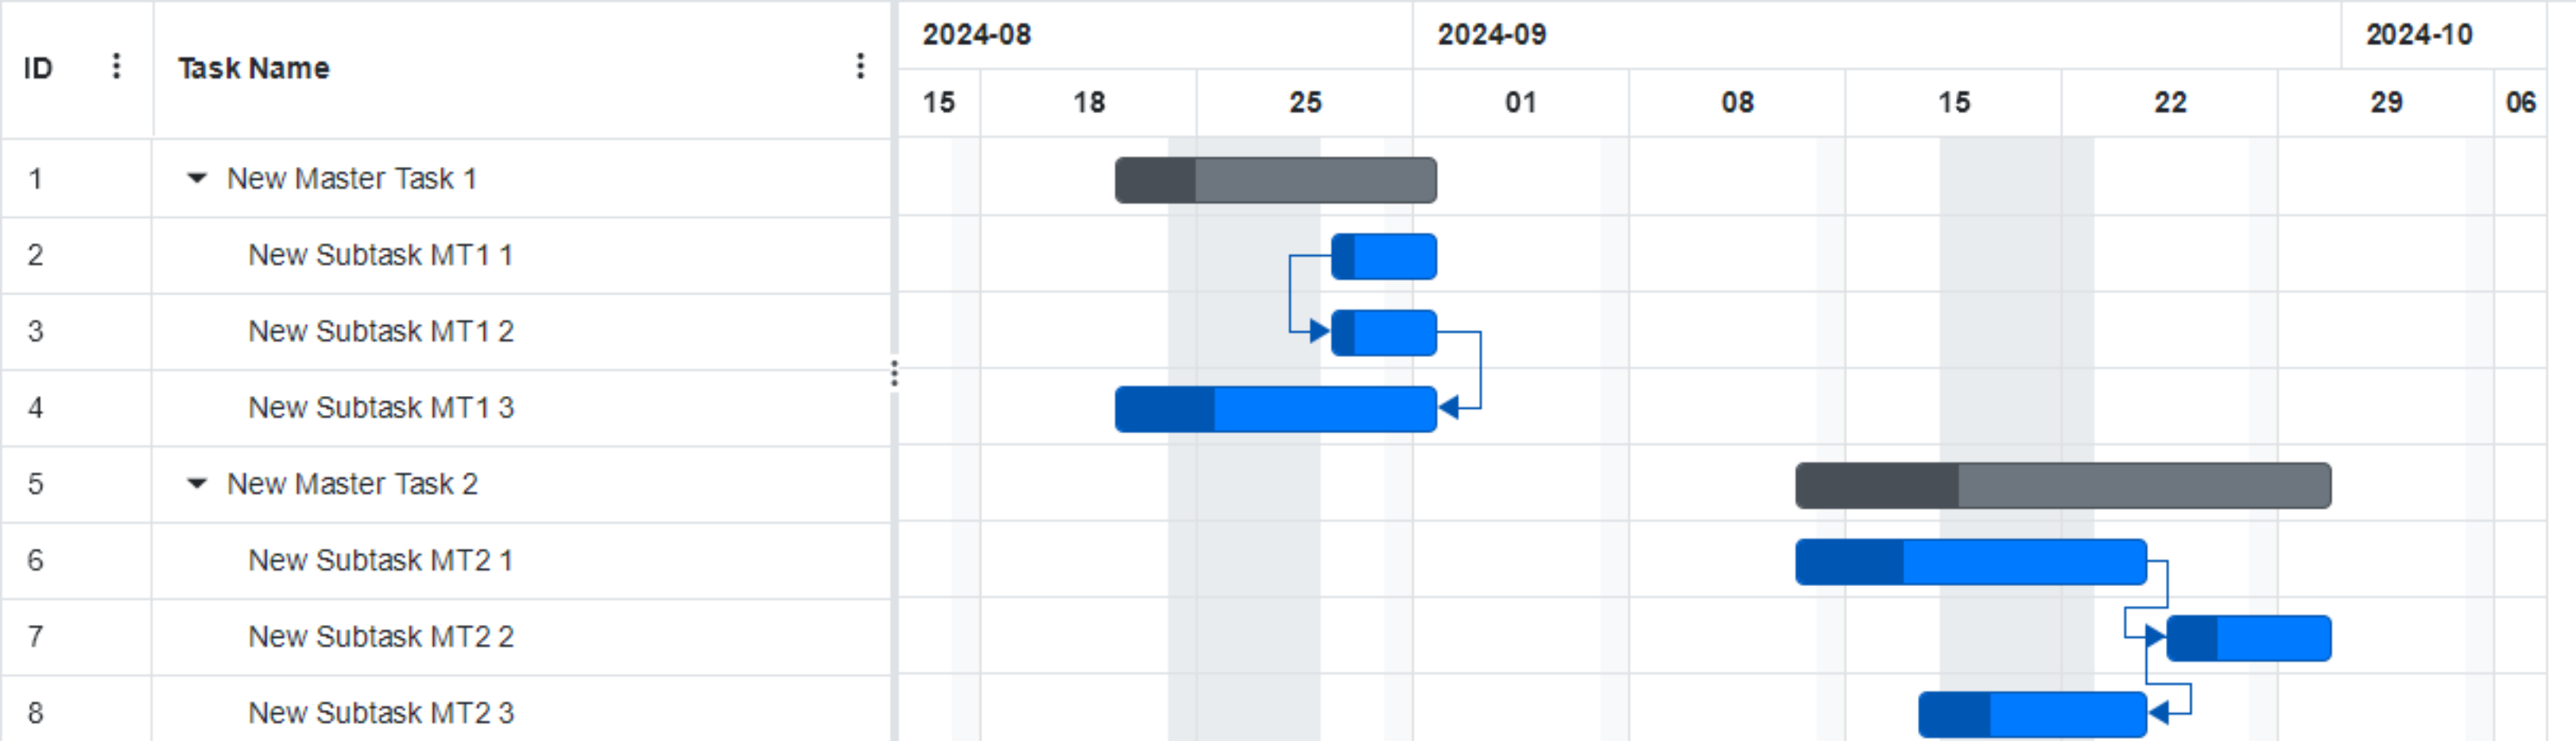 2024-08 2024-09 2024-10
ID Task Name
15 18 25 01 08 15 22 29 06
1 New Master Task 1
2 New Subtask MT1 1
3 New Subtask MT1 2
4 New Subtask MT1 3
5 New Master Task 2
6 New Subtask MT2 1
7 New Subtask MT2 2
8 New Subtask MT2 3